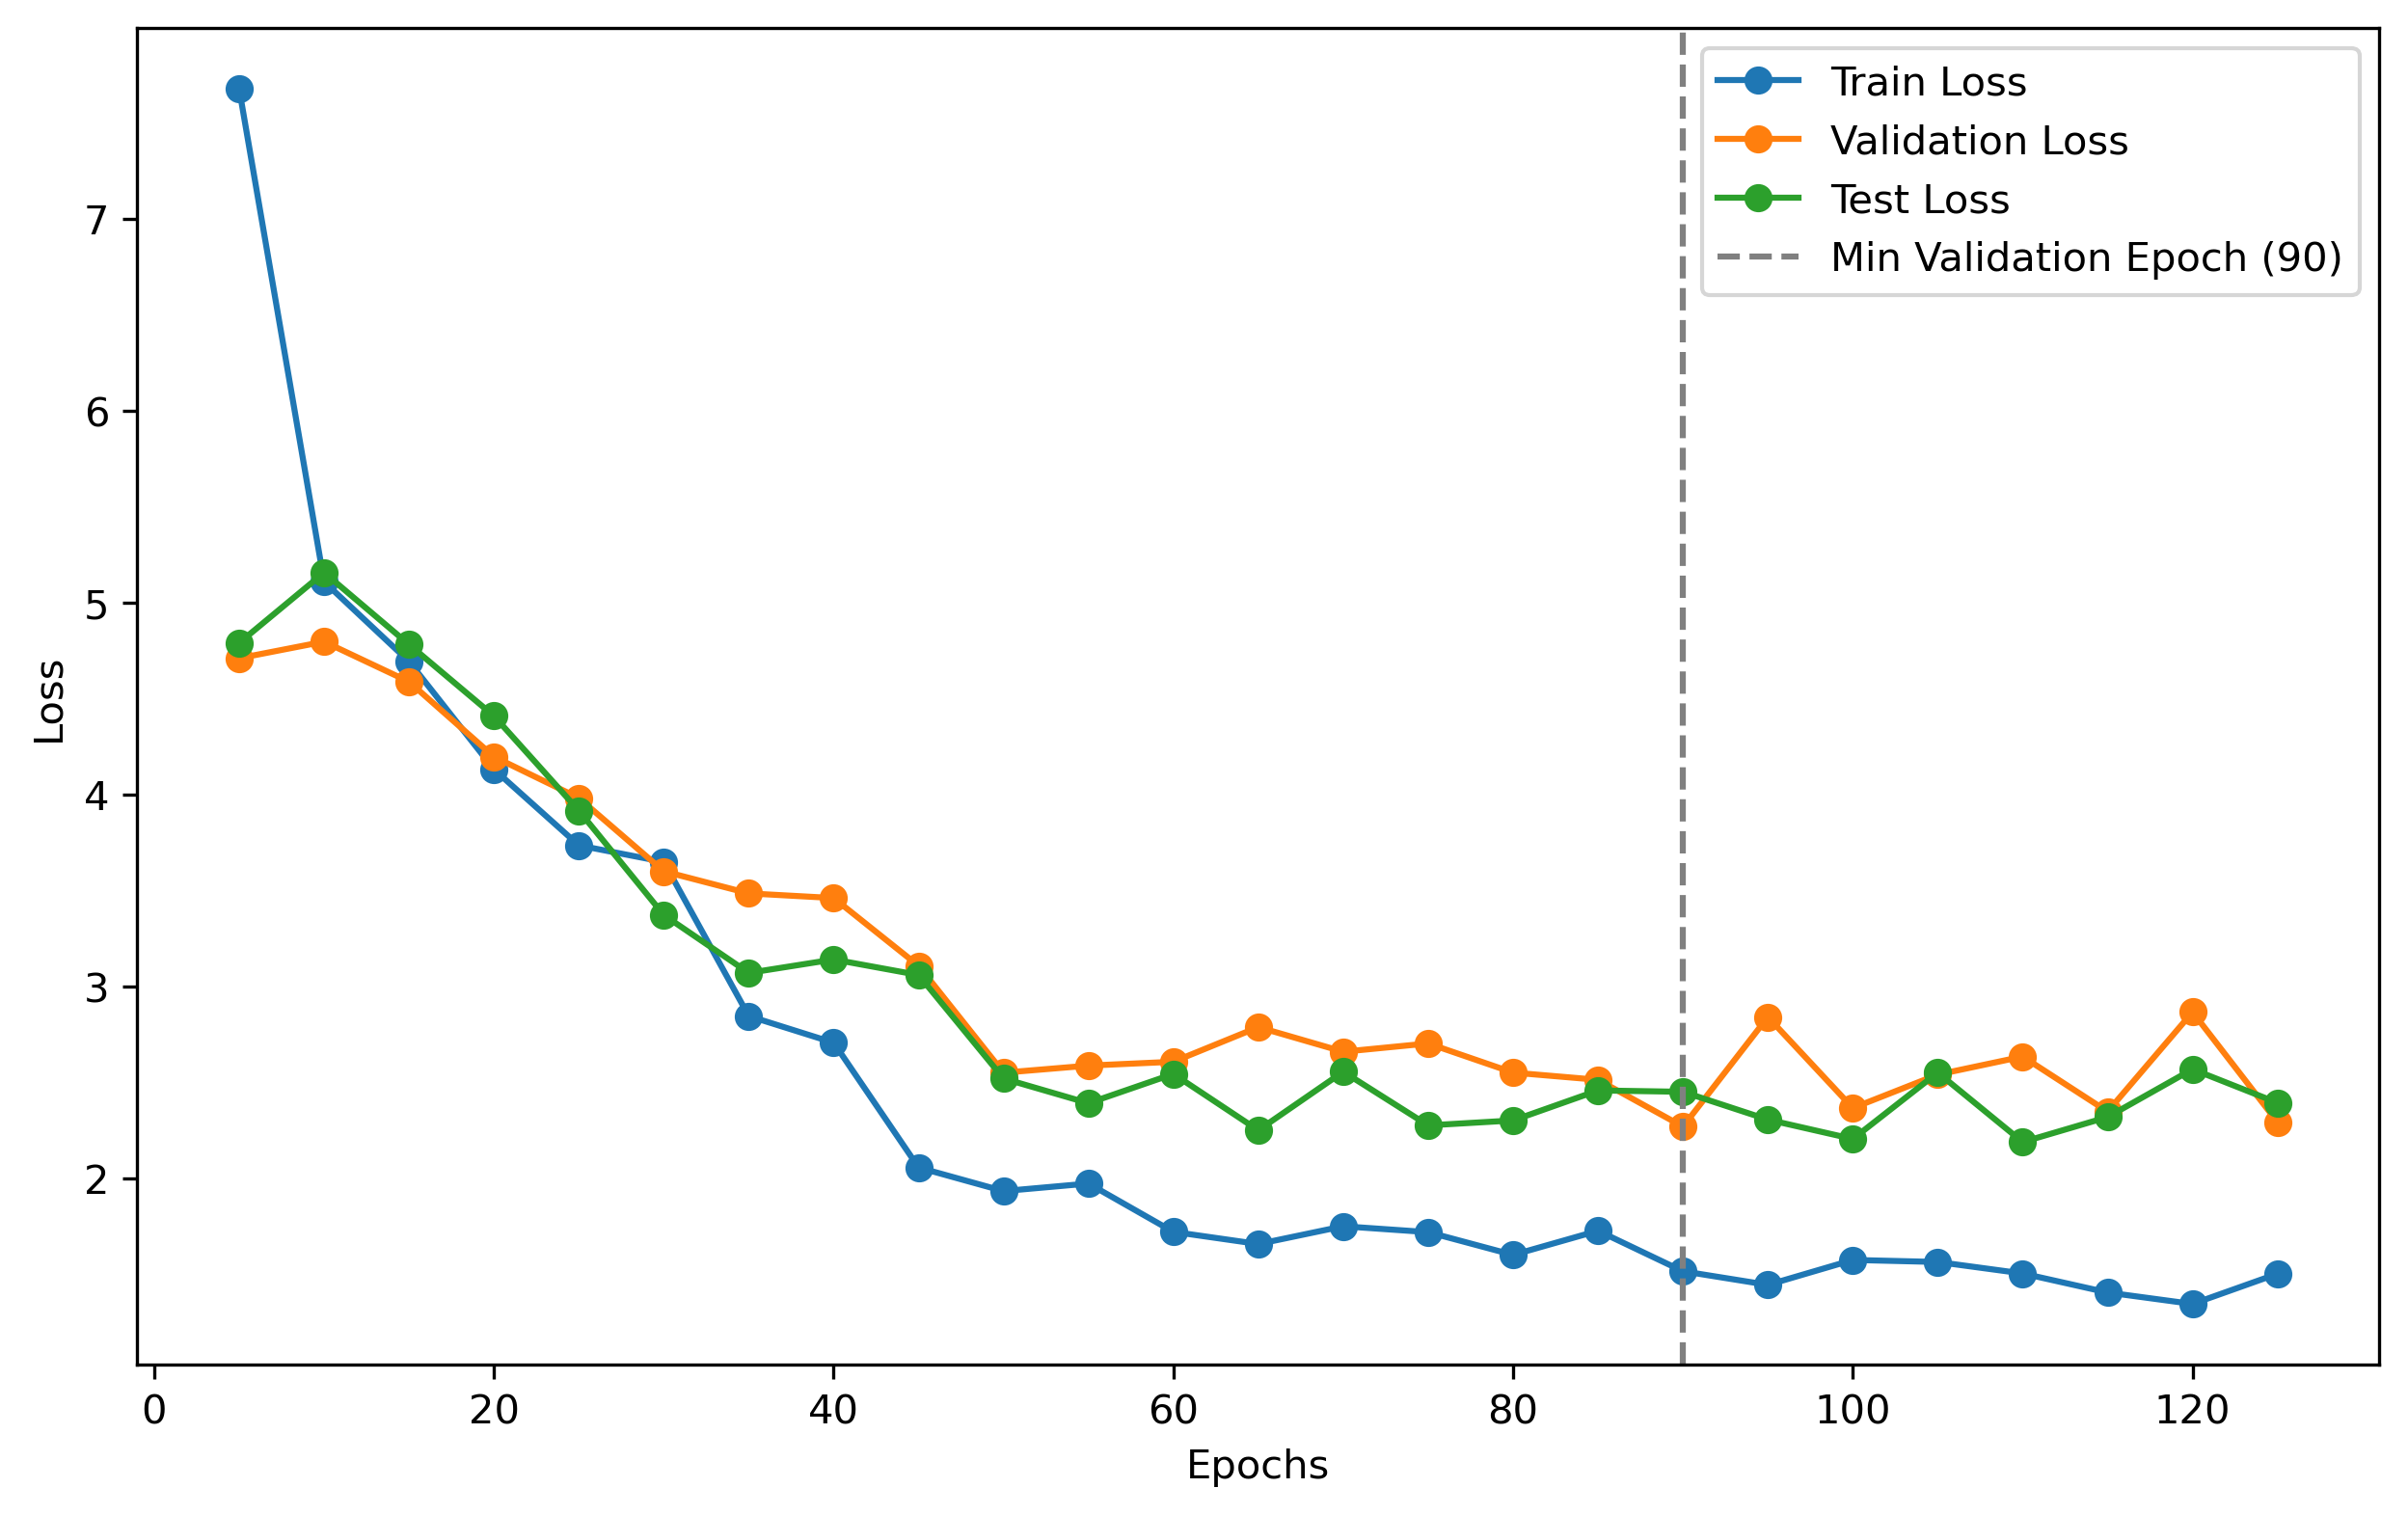 Train Loss
Validation Loss
Test Loss
Min Validation Epoch (90)
7
6
5
4
3
2
Loss
0 20 40 60 80 100 120
Epochs